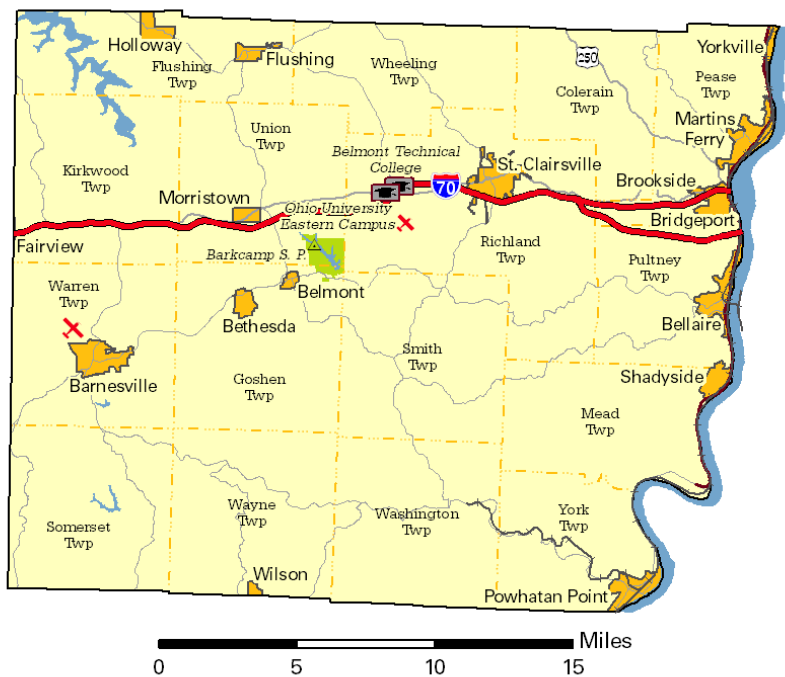 Holloway
Flushing
Twp
Flushing
Wheeling
Twp
250
Yorkville
Pease
Twp
Colerain
Twp
Martins
Ferry
Union
Twp
Belmont Technical
College
St. Clairsville
Kirkwood
Twp
70
Brookside
Morristown
Ohio University
Eastern Campus
Bridgeport
Fairview
Barkcamp S. P.
Richland
Twp
Pultney
Twp
Warren
Twp
Belmont
Bethesda
Bellaire
Smith
Twp
Barnesville
Goshen
Twp
Shadyside
Mead
Twp
Somerset
Twp
Wayne
Twp
Washington
Twp
York
Twp
Wilson
Powhatan Point
Miles
0 5 10 15